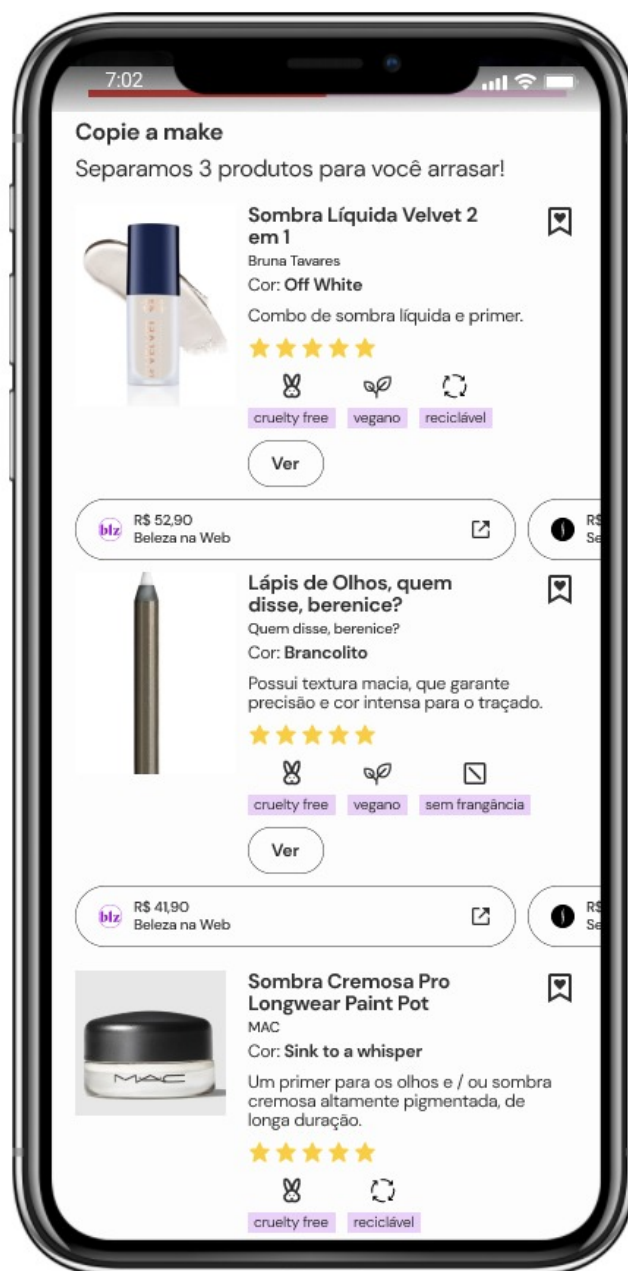 7:02
Copie a make
Separamos 3 produtos para você arrasar!
Sombra Líquida Velvet 2
em 1
Bruna Tavares
Cor: Off White
Combo de sombra líquida e primer.
cruelty free vegano reciclável
Ver
blz
R$ 52,90
Beleza na Web
R$
Se
Lápis de Olhos, quem
disse, berenice?
Quem disse, berenice?
Cor: Brancolito
Possui textura macia, que garante
precisão e cor intensa para o traçado.
cruelty free vegano sem frangância
Ver
blz
R$ 41,90
Beleza na Web
R$
Se
Sombra Cremosa Pro
Longwear Paint Pot
MAC
Cor: Sink to a whisper
Um primer para os olhos e / ou sombra
cremosa altamente pigmentada, de
longa duração.
MAC
cruelty free reciclável